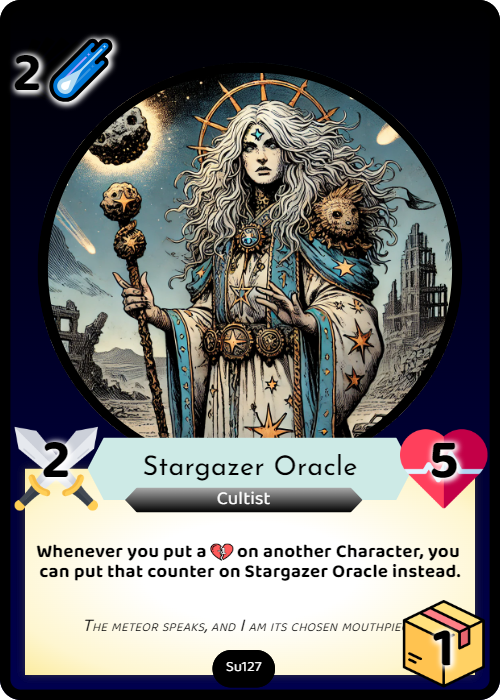 2
2
Stargazer Oracle
5
Cultist
Whenever you put a on another Character, you
can put that counter on Stargazer Oracle instead.
The meteor speaks, and I am its chosen
1
Su127